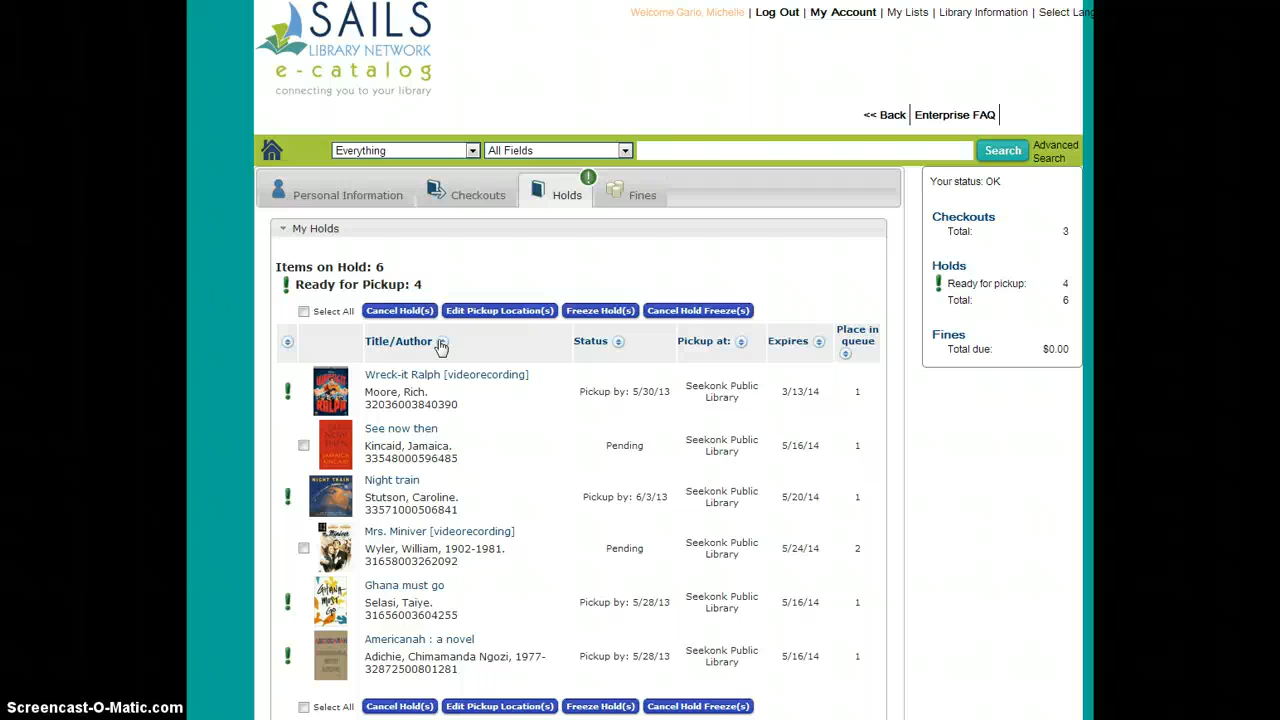 SAILS
LIBRARY NETWORK
e-catalog
connecting you to your library
Welcome Gario, Michelle | Log Out | My Account | My Lists | Library Information | Select Lang
<< Back | Enterprise FAQ |
Everything All Fields Search Advanced Search
Personal Information Checkouts Holds ! Fines
Your status: OK
Checkouts
Total: 3
Holds
! Ready for pickup: 4
Total: 6
Fines
Total due: $0.00
My Holds
Items on Hold: 6
! Ready for Pickup: 4
Select All Cancel Hold(s) Edit Pickup Location(s) Freeze Hold(s) Cancel Hold Freeze(s)
Title/Author Status Pickup at: Expires Place in queue
! Wreck-it Ralph [videorecording]
Moore, Rich.
32036003840390
Pickup by: 5/30/13 Seekonk Public Library 3/13/14 1
See now then
Kincaid, Jamaica.
33548000596485
Pending Seekonk Public Library 5/16/14 1
! Night train
Stutson, Caroline.
33571000506841
Pickup by: 6/3/13 Seekonk Public Library 5/20/14 1
NIGHT TRAIN
Mrs. Miniver [videorecording]
Wyler, William, 1902-1981.
31658003262092
Pending Seekonk Public Library 5/24/14 2
! Ghana must go
Selasi, Taiye.
31656003604255
Pickup by: 5/28/13 Seekonk Public Library 5/16/14 1
GHANA MUST GO
! Americanah : a novel
Adichie, Chimamanda Ngozi, 1977-
32872500801281
Pickup by: 5/28/13 Seekonk Public Library 5/16/14 1
Select All Cancel Hold(s) Edit Pickup Location(s) Freeze Hold(s) Cancel Hold Freeze(s)
Screencast-O-Matic.com